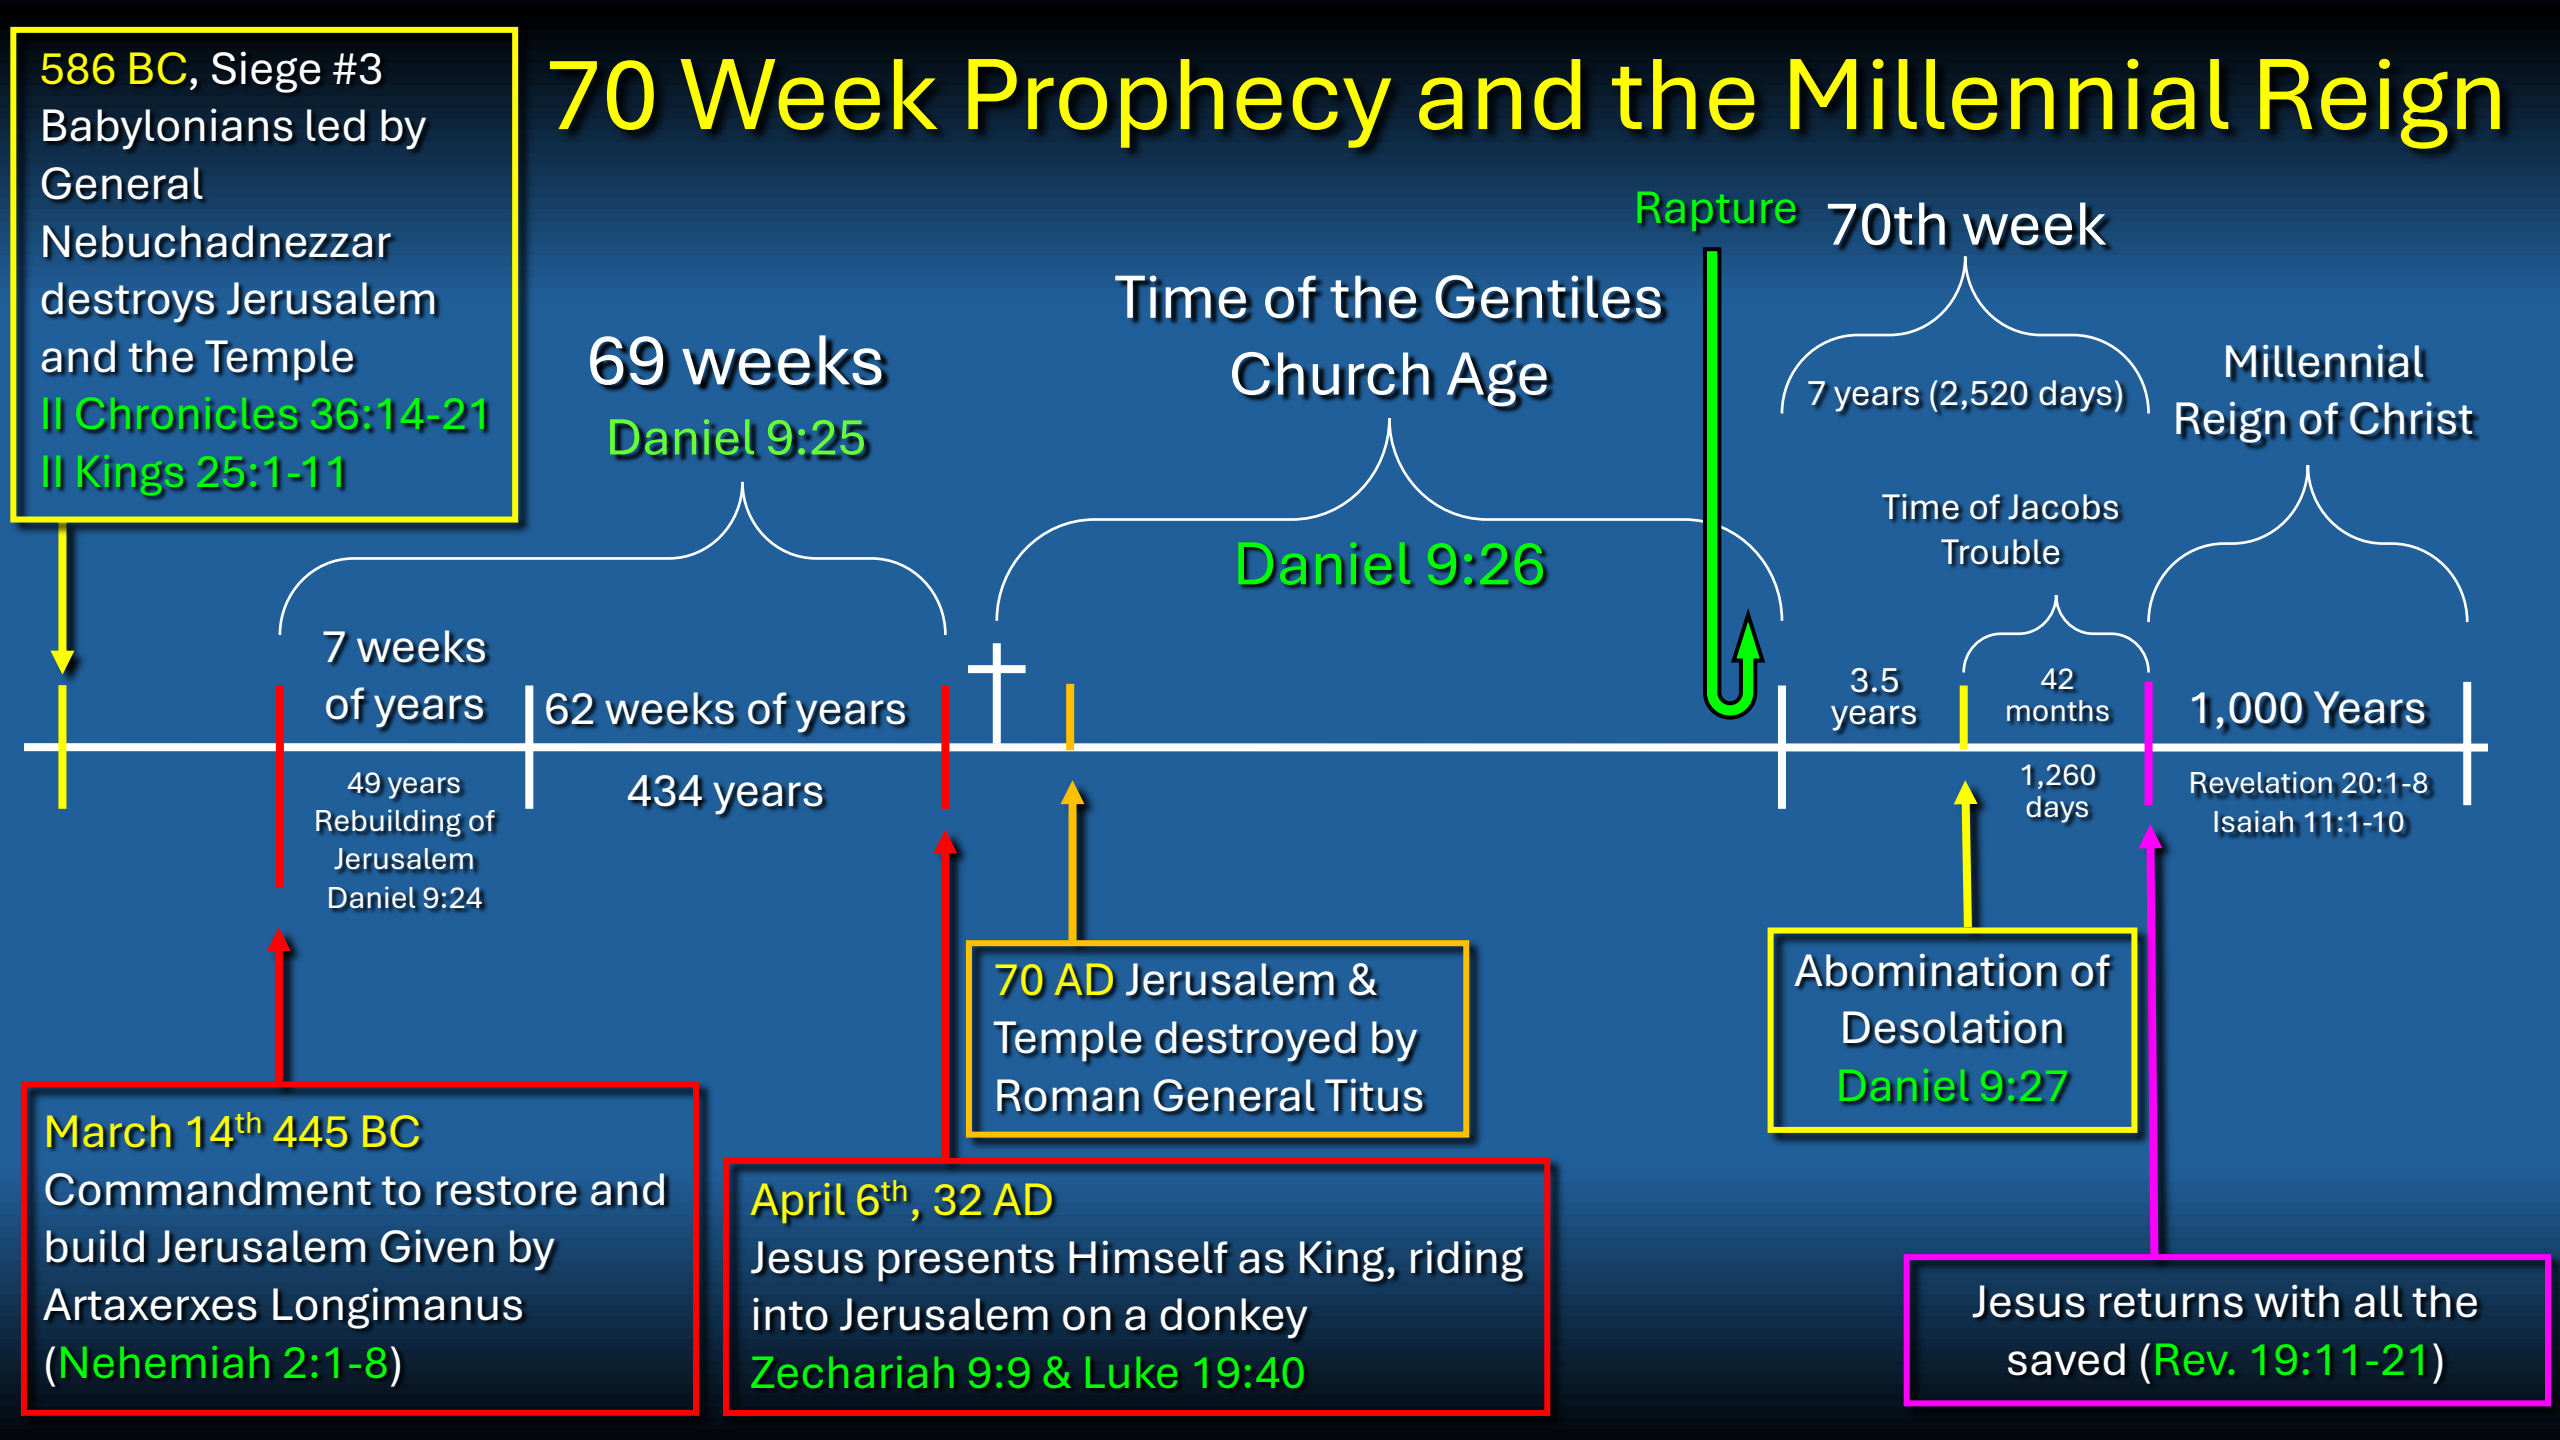 586 BC, Siege #3
Babylonians led by
General
Nebuchadnezzar
destroys Jerusalem
and the Temple
II Chronicles 36:14-21
II Kings 25:1-11
70 Week Prophecy and the Millennial Reign
Rapture
70th week
7 years (2,520 days)
Time of the Gentiles
Church Age
Daniel 9:26
69 weeks
Daniel 9:25
Millennial
Reign of Christ
Time of Jacobs
Trouble
7 weeks
of years
62 weeks of years
3.5
years
42
months
1,000 Years
49 years
Rebuilding of
Jerusalem
Daniel 9:24
434 years
1,260
days
Revelation 20:1-8
Isaiah 11:1-10
70 AD Jerusalem &
Temple destroyed by
Roman General Titus
Abomination of
Desolation
Daniel 9:27
March 14th 445 BC
Commandment to restore and
build Jerusalem Given by
Artaxerxes Longimanus
(Nehemiah 2:1-8)
April 6th, 32 AD
Jesus presents Himself as King, riding
into Jerusalem on a donkey
Zechariah 9:9 & Luke 19:40
Jesus returns with all the
saved (Rev. 19:11-21)